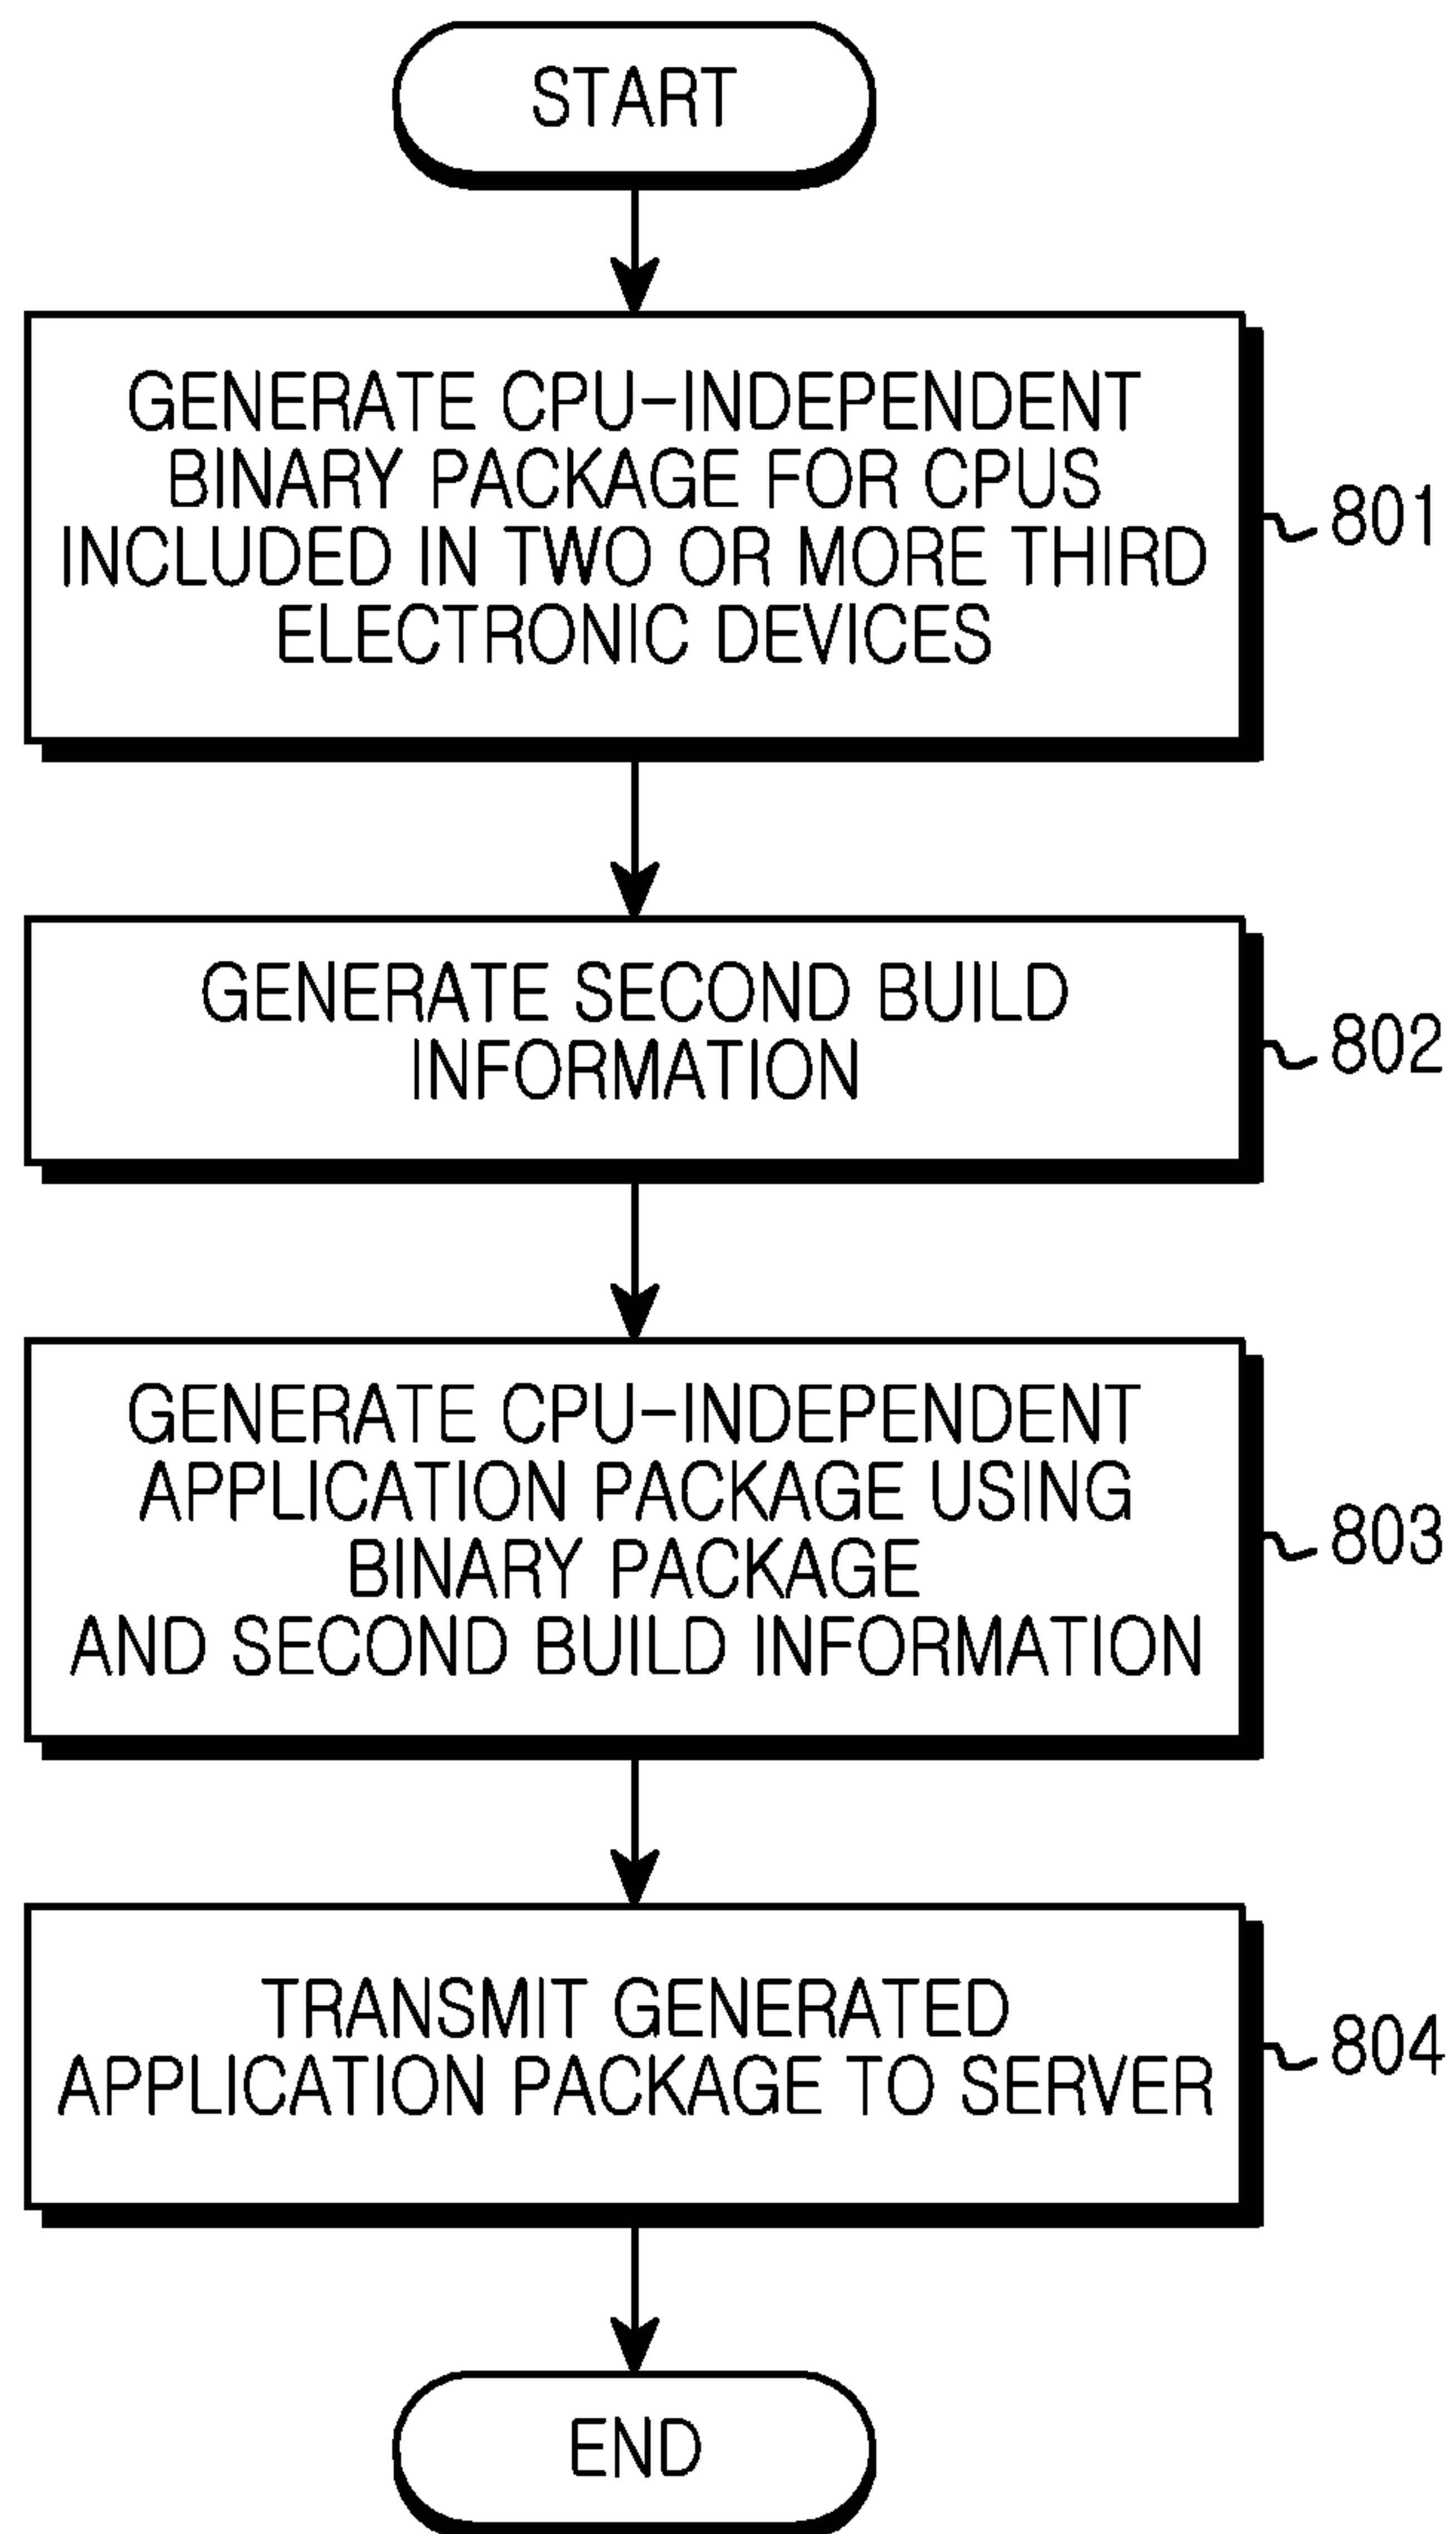 START
GENERATE CPU-INDEPENDENT
BINARY PACKAGE FOR CPUS
INCLUDED IN TWO OR MORE THIRD
ELECTRONIC DEVICES
801
GENERATE SECOND BUILD
INFORMATION
802
GENERATE CPU-INDEPENDENT
APPLICATION PACKAGE USING
BINARY PACKAGE
AND SECOND BUILD INFORMATION
803
TRANSMIT GENERATED
APPLICATION PACKAGE TO SERVER
804
END